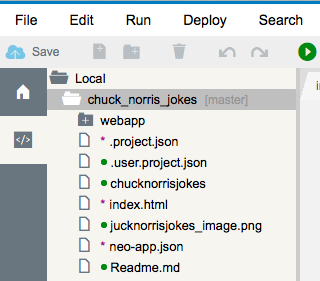 File Edit Run Deploy Search
Save
Local
chuck_norris_jokes [master]
webapp
* .project.json
.user.project.json
chucknorrisjokes
* index.html
jucknorrisjokes_image.png
* neo-app.json
Readme.md